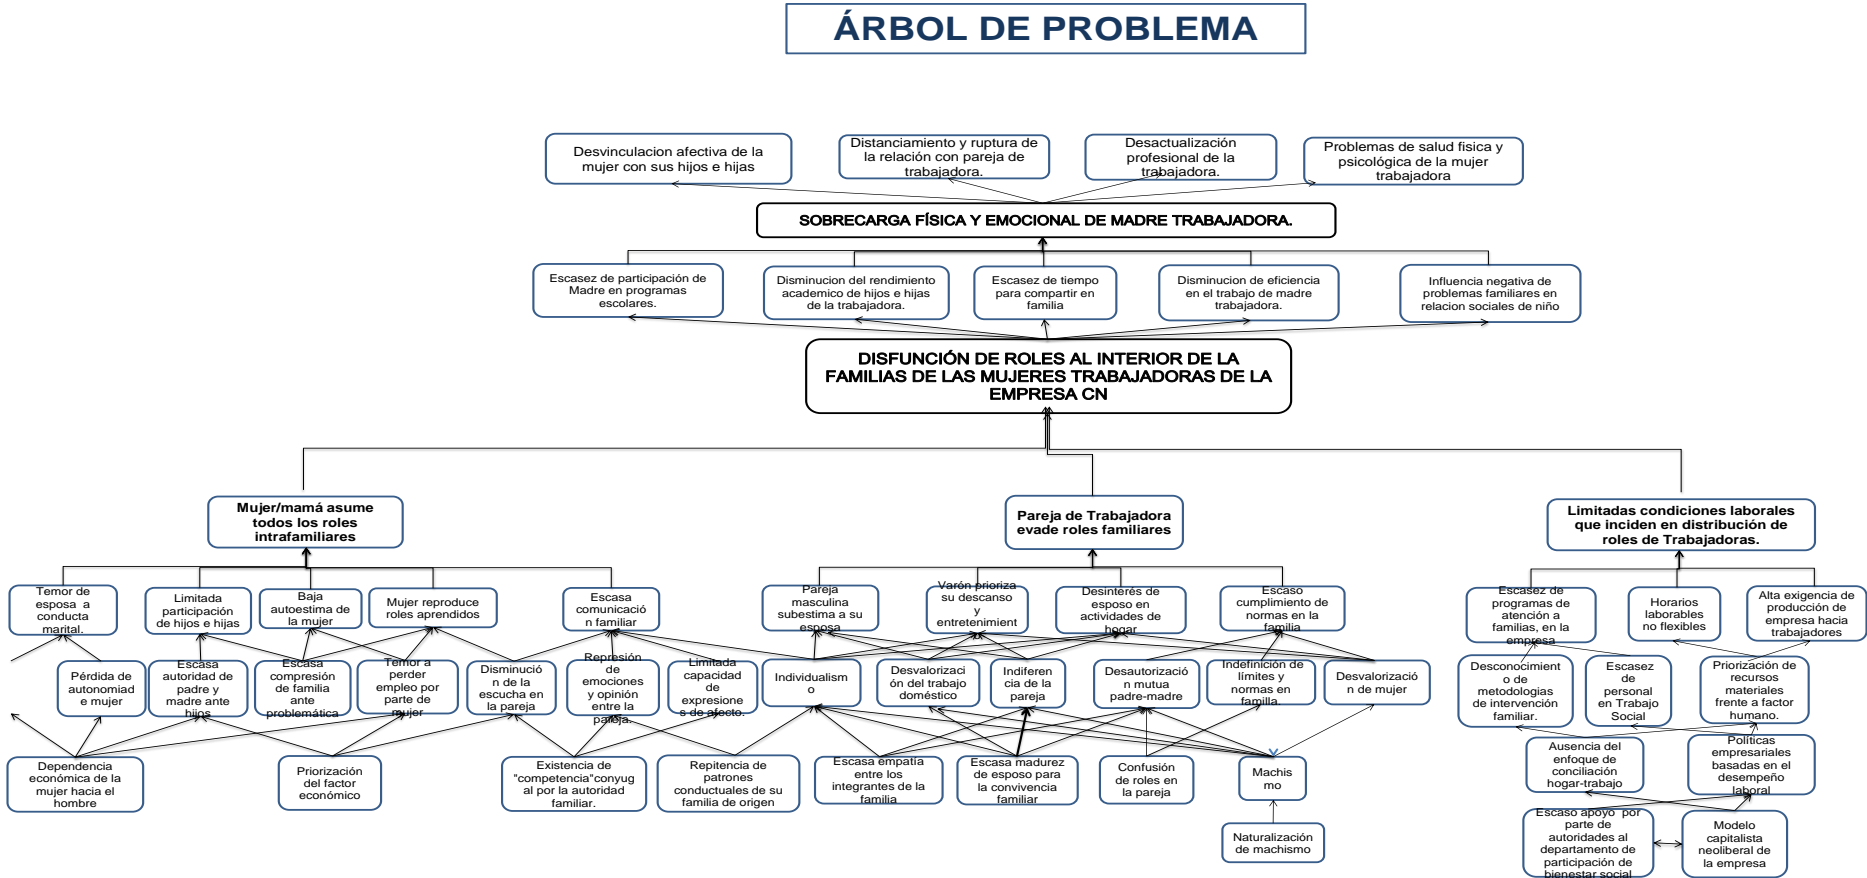 ÁRBOL DE PROBLEMA
Desvinculacion afectiva de la
mujer con sus hijos e hijas
Distanciamiento y ruptura de
la relación con pareja de
trabajadora.
Desactualización
profesional de la
trabajadora.
Problemas de salud fisica y
psicológica de la mujer
trabajadora
SOBRECARGA FÍSICA Y EMOCIONAL DE MADRE TRABAJADORA.
Escasez de participación de
Madre en programas
escolares.
Disminucion del rendimiento
academico de hijos e hijas
de la trabajadora.
Escasez de tiempo
para compartir en
familia
Disminucion de eficiencia
en el trabajo de madre
trabajadora.
Influencia negativa de
problemas familiares en
relacion sociales de niño
DISFUNCIÓN DE ROLES AL INTERIOR DE LA
FAMILIAS DE LAS MUJERES TRABAJADORAS DE LA
EMPRESA CN
Mujer/mamá asume
todos los roles
intrafamiliares
Pareja de Trabajadora
evade roles familiares
Limitadas condiciones laborales
que inciden en distribución de
roles de Trabajadoras.
Temor de
esposa a
conducta
marital.
Limitada
participación
de hijos e hijas
Baja
autoestima de
la mujer
Mujer reproduce
roles aprendidos
Escasa
comunicació
n familiar
Pareja
masculina
subestima a su
esposa
Varón prioriza
su descanso
y
entretenimient
o
Desinterés de
esposo en
actividades de
hogar
Escaso
cumplimiento de
normas en la
familia
Escasez de
programas de
atención a
familias, en la
empresa
Horarios
laborables
no flexibles
Alta exigencia de
producción de
empresa hacia
trabajadores
Pérdida de
autonomiad
e mujer
Escasa
autoridad de
padre y
madre ante
hijos
Escasa
compresión
de familia
ante
problemática
Temor a
perder
empleo por
parte de
mujer
Disminució
n de la
escucha en
la pareja
Represión
de
emociones
y opinión
entre la
pareja.
Limitada
capacidad
de
expresione
s de afecto.
Individualism
o
Desvalorizaci
ón del trabajo
doméstico
Indiferen
cia de la
pareja
Desautorizació
n mutua
padre-madre
Indefinición de
límites y
normas en
familla.
Desvalorizació
n de mujer
Desconocimient
o de
metodologias
de intervención
familiar.
Escasez
de
personal
en Trabajo
Social
Priorización de
recursos
materiales
frente a factor
humano.
Dependencia
económica de la
mujer hacia el
hombre
Priorización
del factor
económico
Existencia de
"competencia"conyug
al por la autoridad
familiar.
Repitencia de
patrones
conductuales de su
familia de origen
Escasa empatía
entre los
integrantes de la
familia
Escasa madurez
de esposo para
la convivencia
familiar
Confusión
de roles en
la pareja
Machis
mo
Ausencia del
enfoque de
conciliación
hogar-trabajo
Políticas
empresariales
basadas en el
desempeño
laboral
Naturalización
de machismo
Escaso apoyo por
parte de
autoridades al
departamento de
participación de
bienestar social
Modelo
capitalista
neoliberal de
la empresa